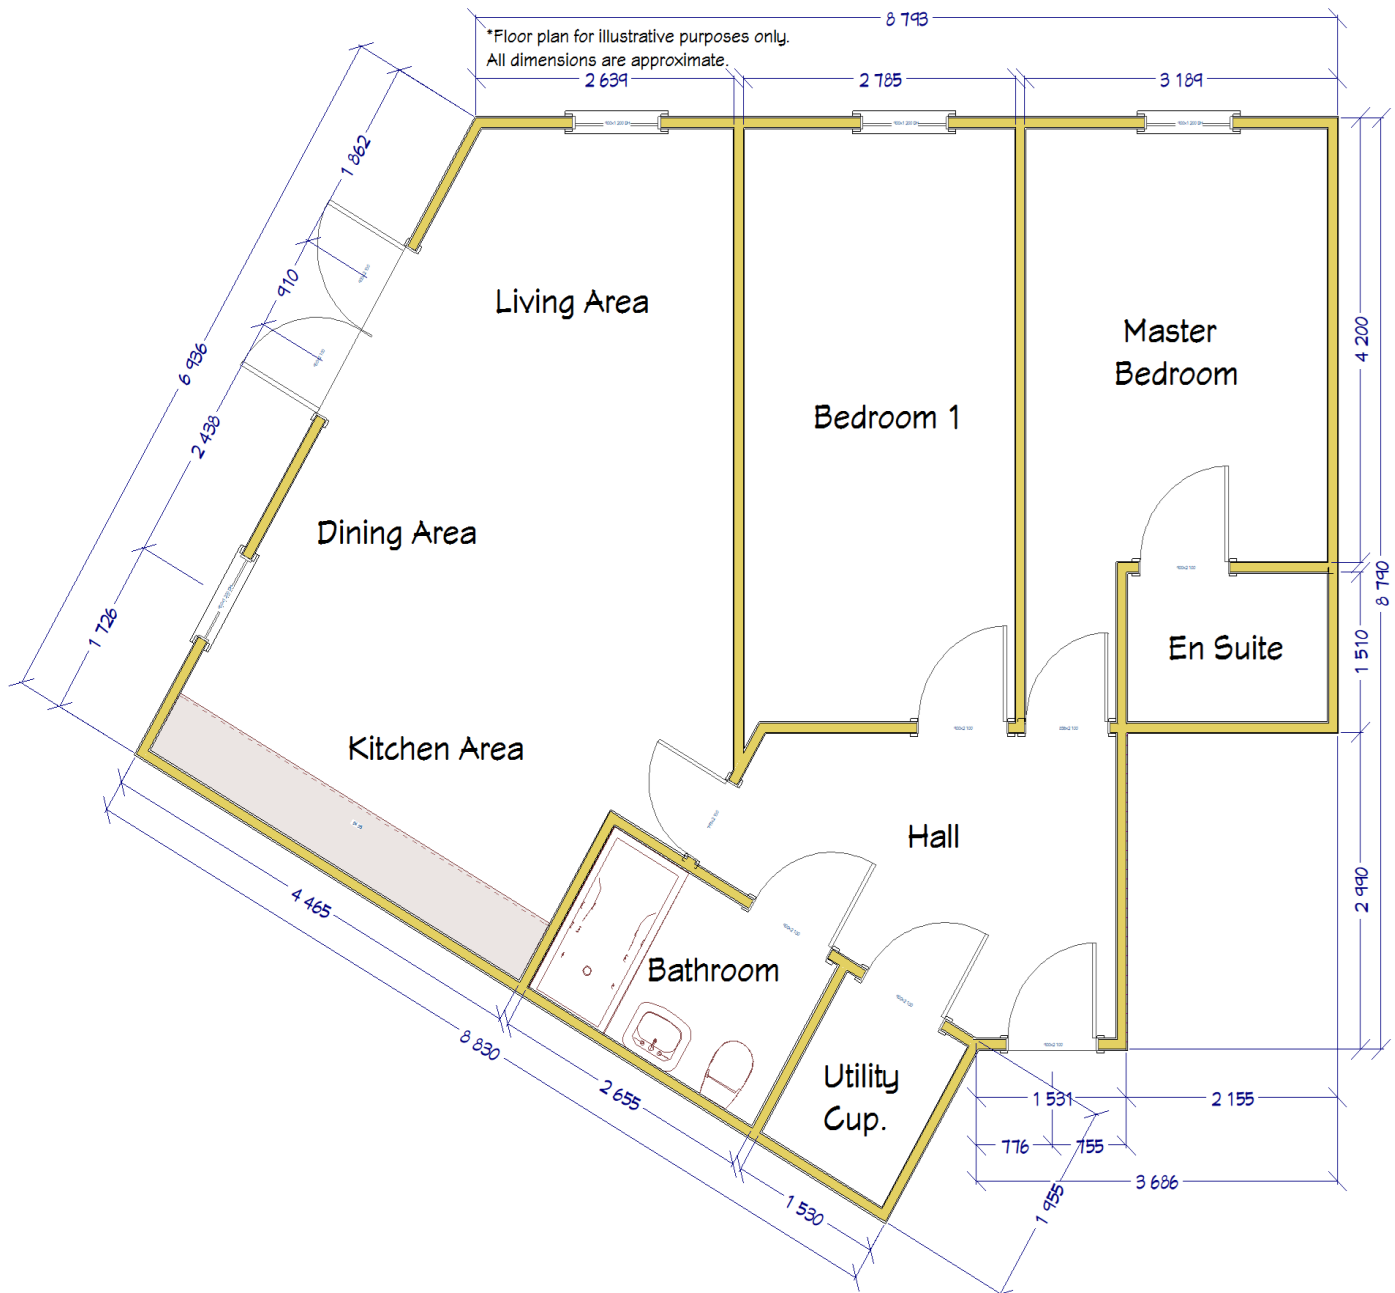 8 793
*Floor plan for illustrative purposes only.
All dimensions are approximate.
2 639
2 785
3 189
1 862
910
6 936
2 438
1 726
Living Area
Master
Bedroom
4 200
Bedroom 1
Dining Area
8 790
En Suite
1 510
Kitchen Area
Hall
2 990
4 465
Bathroom
8 830
2 655
Utility
Cup.
1 531
2 155
776
755
3 686
1 955
1 530